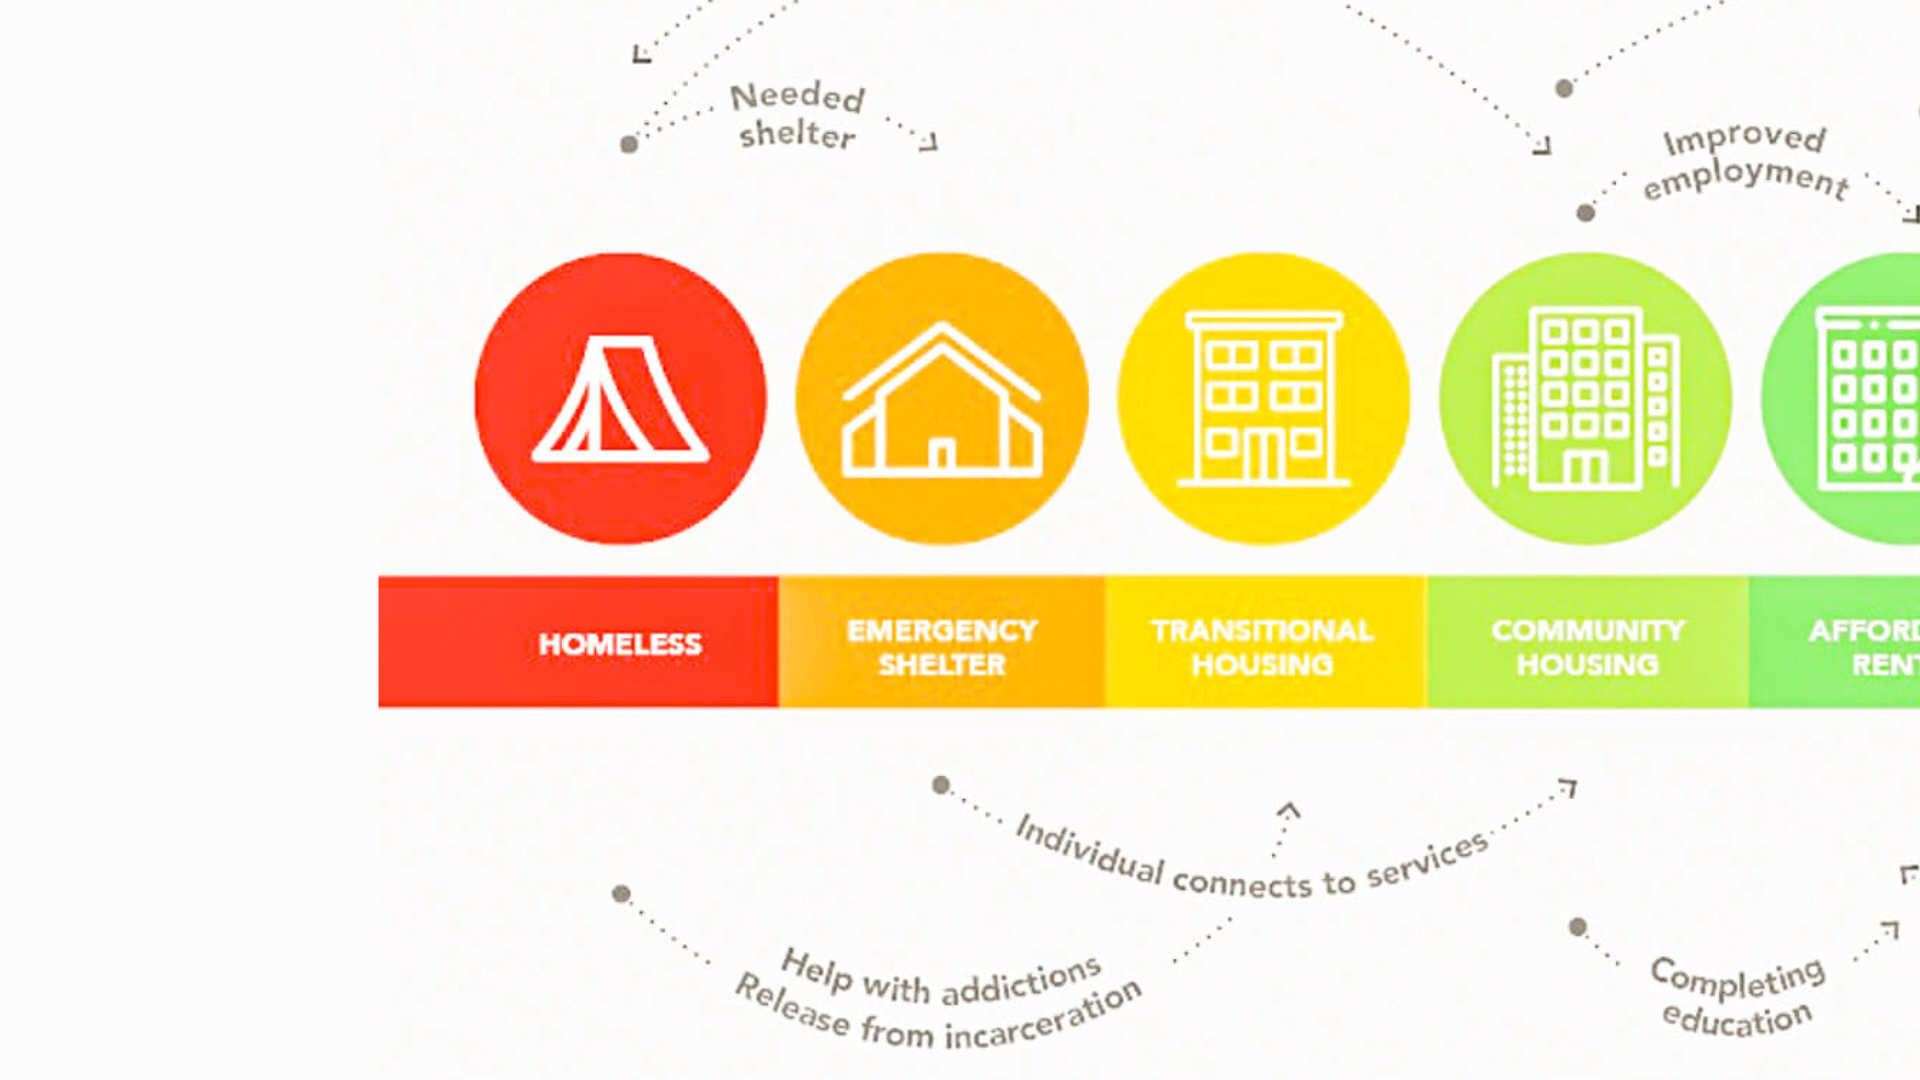 Needed
shelter
Improved
employment
HOMELESS
EMERGENCY
SHELTER
TRANSITIONAL
HOUSING
COMMUNITY
HOUSING
Individual connects to services
Help with addictions
Release from incarceration
Completing
education